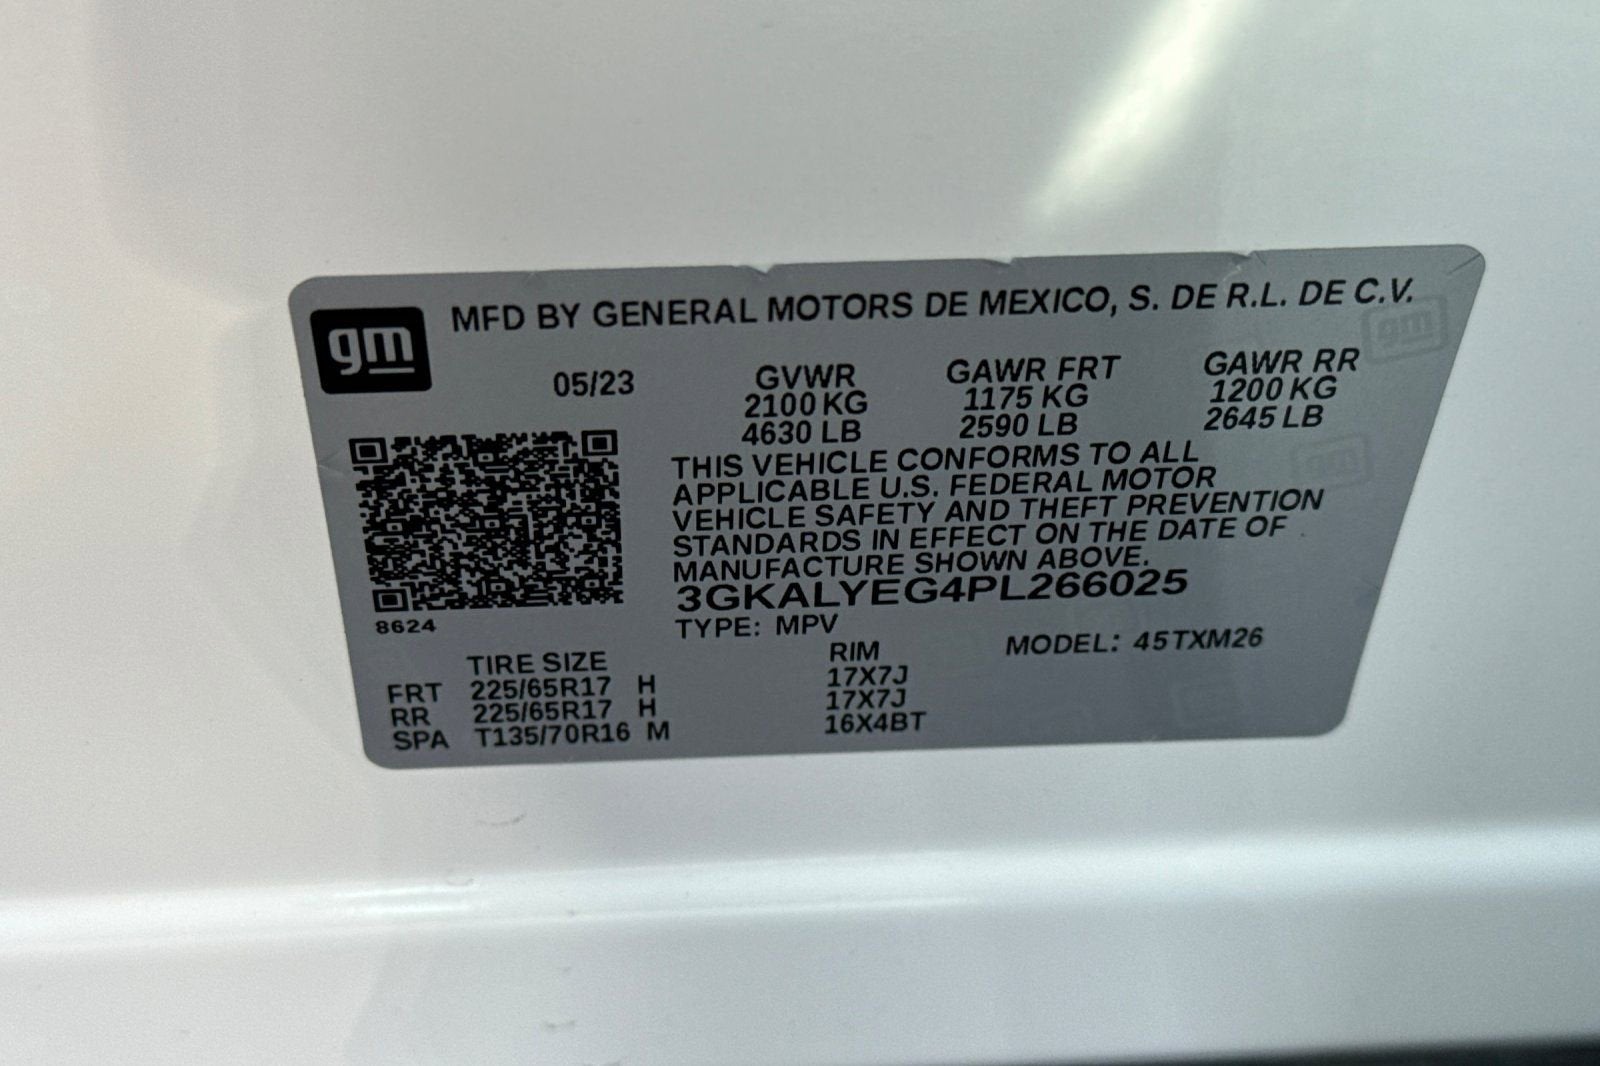 gm
MFD BY GENERAL MOTORS DE MEXICO, S. DE R.L. DE C.V.
05/23
GVWR GAWR FRT GAWR RR
2100 KG 1175 KG 1200 KG
4630 LB 2590 LB 2645 LB
THIS VEHICLE CONFORMS TO ALL
APPLICABLE U.S. FEDERAL MOTOR
VEHICLE SAFETY AND THEFT PREVENTION
STANDARDS IN EFFECT ON THE DATE OF
MANUFACTURE SHOWN ABOVE.
3GKALYEG4PL266025
8624
TYPE: MPV MODEL: 45TXM26
TIRE SIZE RIM
FRT 225/65R17 H 17X7J
RR 225/65R17 H 17X7J
SPA T135/70R16 M 16X4BT
gm
gm